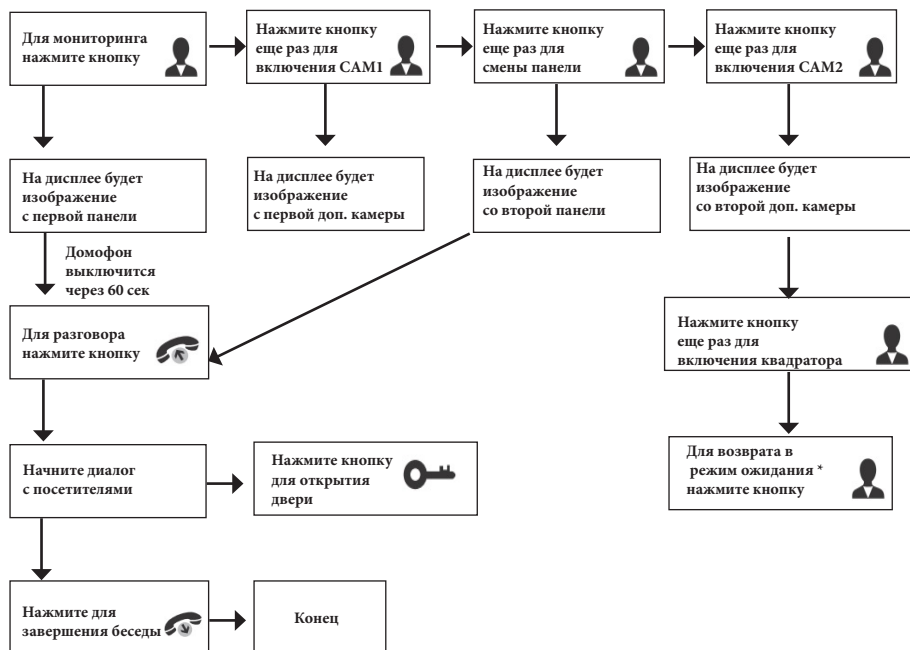 Для мониторинга
нажмите кнопку
Нажмите кнопку
еще раз для
включения CAM1
Нажмите кнопку
еще раз для
смены панели
Нажмите кнопку
еще раз для
включения CAM2
На дисплее будет
изображение
с первой панели
На дисплее будет
изображение
с первой доп. камеры
На дисплее будет
изображение
со второй панели
На дисплее будет
изображение
со второй доп. камеры
Домофон
выключится
через 60 сек
Для разговора
нажмите кнопку
Нажмите кнопку
еще раз для
включения квадратора
Начните диалог
с посетителями
Нажмите кнопку
для открытия
двери
Для возврата в
режим ожидания *
нажмите кнопку
Нажмите для
завершения беседы
Конец